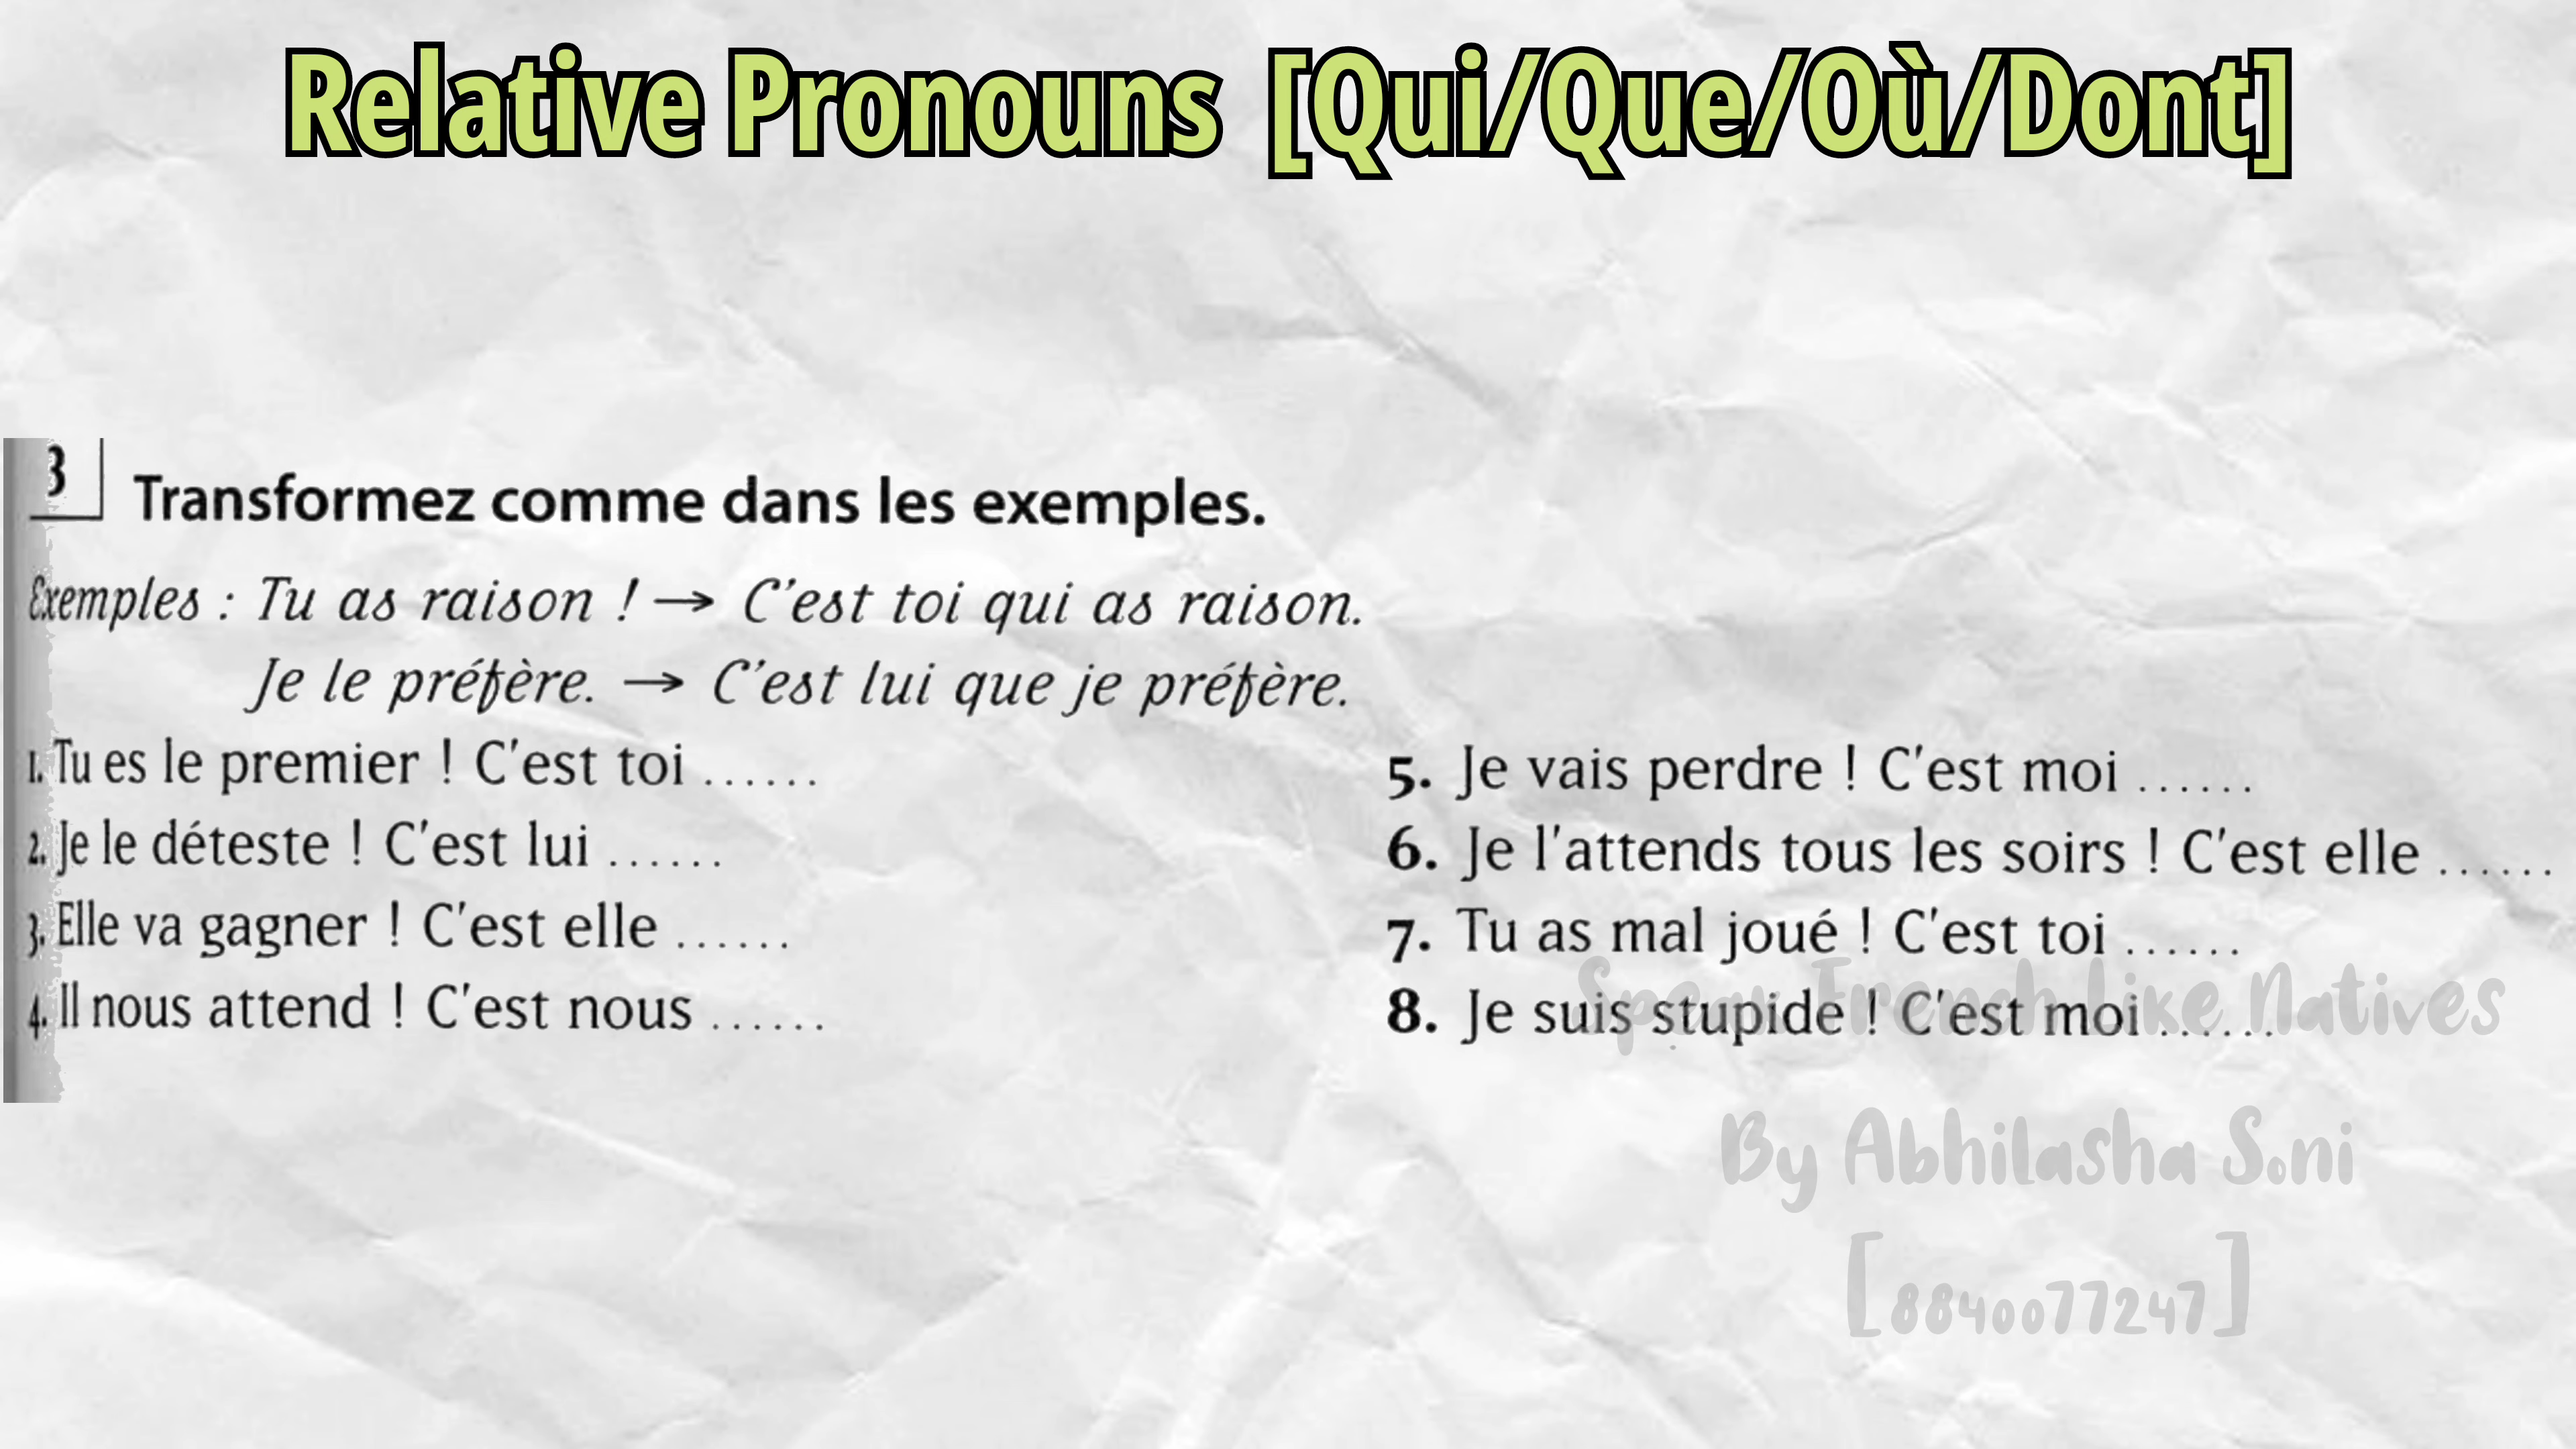 Relative Pronouns [Qui/Que/Où/Dont]
3 Transformez comme dans les exemples.
Exemples : Tu as raison ! → C'est toi qui as raison.
Je le préfère. → C'est lui que je préfère.
1. Tu es le premier ! C'est toi ......
2. Je le déteste ! C'est lui ......
3. Elle va gagner ! C'est elle ......
4. Il nous attend ! C'est nous ......
5. Je vais perdre ! C'est moi ......
6. Je l'attends tous les soirs ! C'est elle ......
7. Tu as mal joué ! C'est toi ......
8. Je suis stupide ! C'est moi ......
Speak French Like Natives
By Abhilasha Soni
[8840077247]